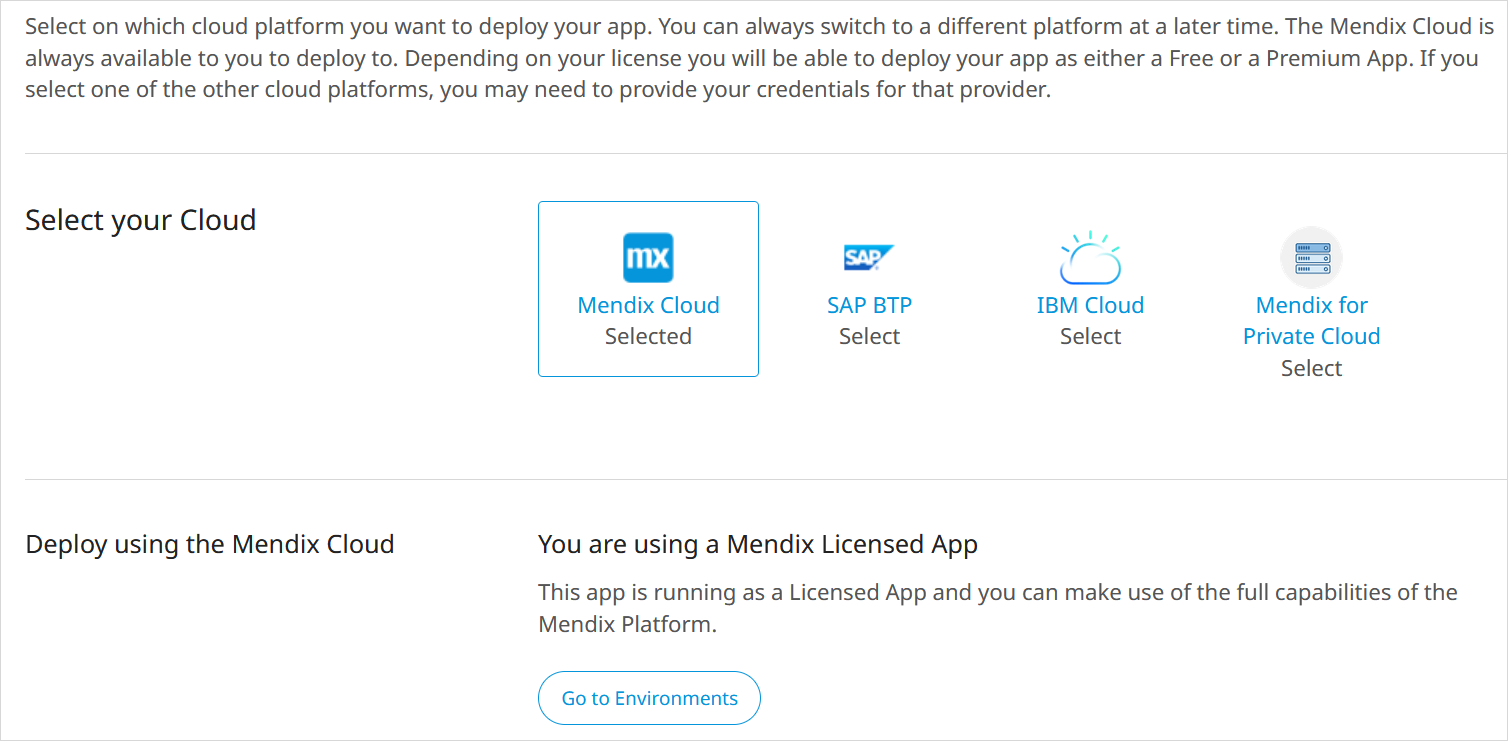 Select on which cloud platform you want to deploy your app. You can always switch to a different platform at a later time. The Mendix Cloud is
always available to you to deploy to. Depending on your license you will be able to deploy your app as either a Free or a Premium App. If you
select one of the other cloud platforms, you may need to provide your credentials for that provider.
Select your Cloud
mx
Mendix Cloud
Selected
SAP
SAP BTP
Select
IBM Cloud
Select
Mendix for
Private Cloud
Select
Deploy using the Mendix Cloud
You are using a Mendix Licensed App
This app is running as a Licensed App and you can make use of the full capabilities of the
Mendix Platform.
Go to Environments